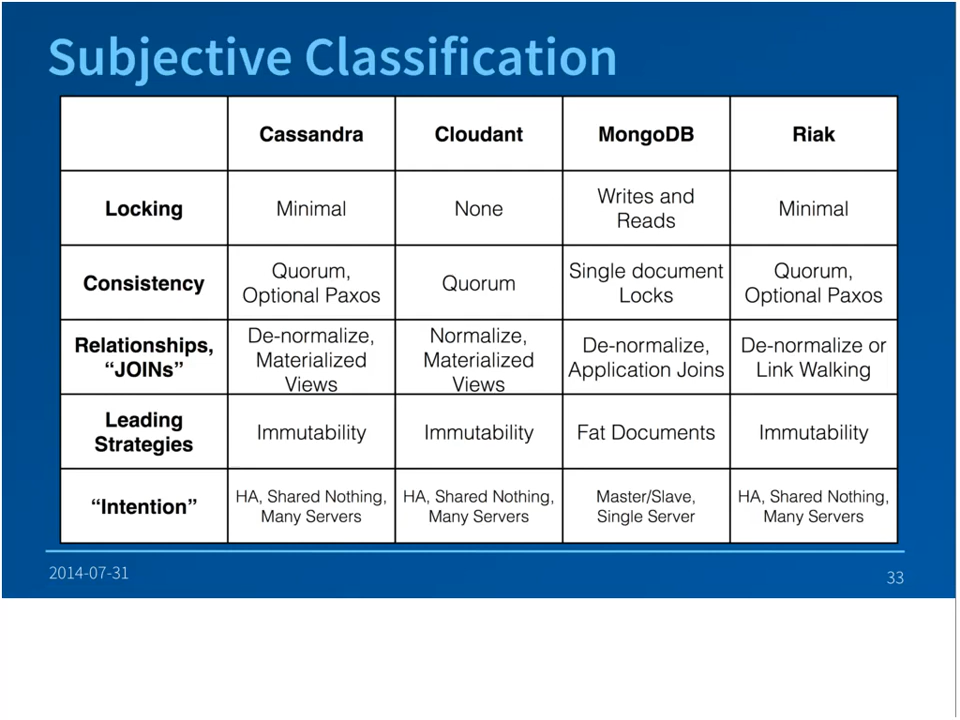 Subjective Classification
Cassandra
Cloudant
MongoDB
Riak
Locking
Minimal
None
Writes and
Reads
Minimal
Consistency
Quorum,
Optional Paxos
Quorum
Single document
Locks
Quorum,
Optional Paxos
Relationships,
“JOINs”
De-normalize,
Materialized
Views
Normalize,
Materialized
Views
De-normalize,
Application Joins
De-normalize or
Link Walking
Leading
Strategies
Immutability
Immutability
Fat Documents
Immutability
“Intention”
HA, Shared Nothing,
Many Servers
HA, Shared Nothing,
Many Servers
Master/Slave,
Single Server
HA, Shared Nothing,
Many Servers
2014-07-31
33